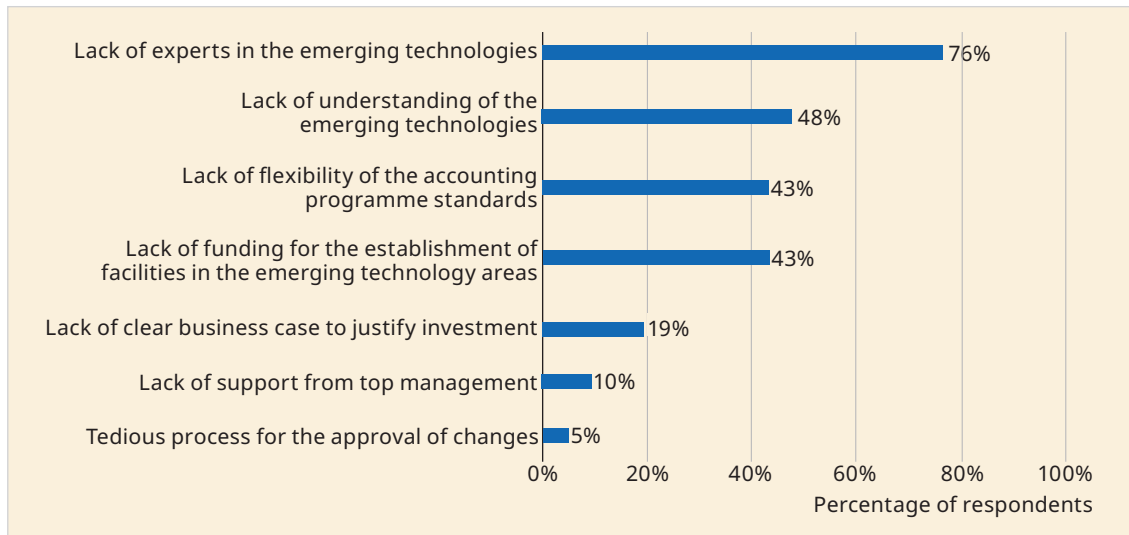 Lack of experts in the emerging technologies
76%
Lack of understanding of the
emerging technologies
48%
Lack of flexibility of the accounting
programme standards
43%
Lack of funding for the establishment of
facilities in the emerging technology areas
43%
Lack of clear business case to justify investment
19%
Lack of support from top management
10%
Tedious process for the approval of changes
5%
0% 20% 40% 60% 80% 100%
Percentage of respondents